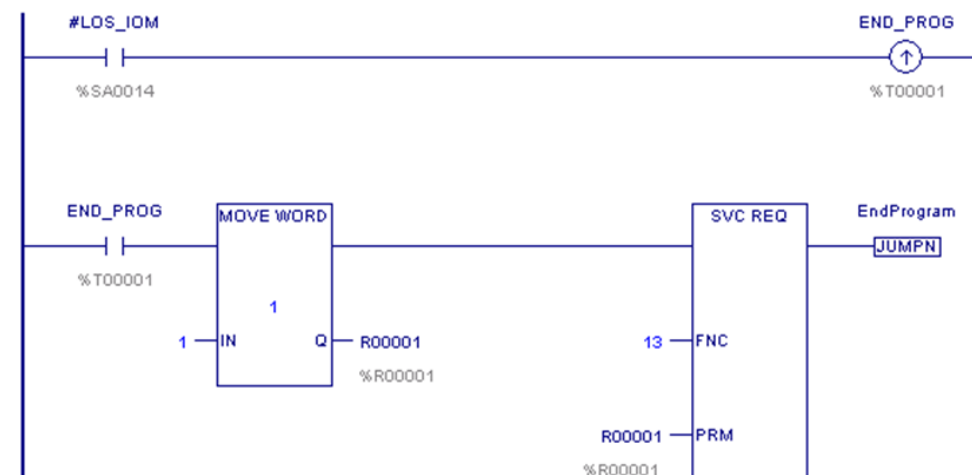 #LOS_IOM END_PROG
%SA0014 %T00001
END_PROG MOVE WORD SVC REQ EndProgram
JUMPN
%T00001
1
1 IN Q R00001 13 FNC
%R00001
R00001 PRM
%R00001